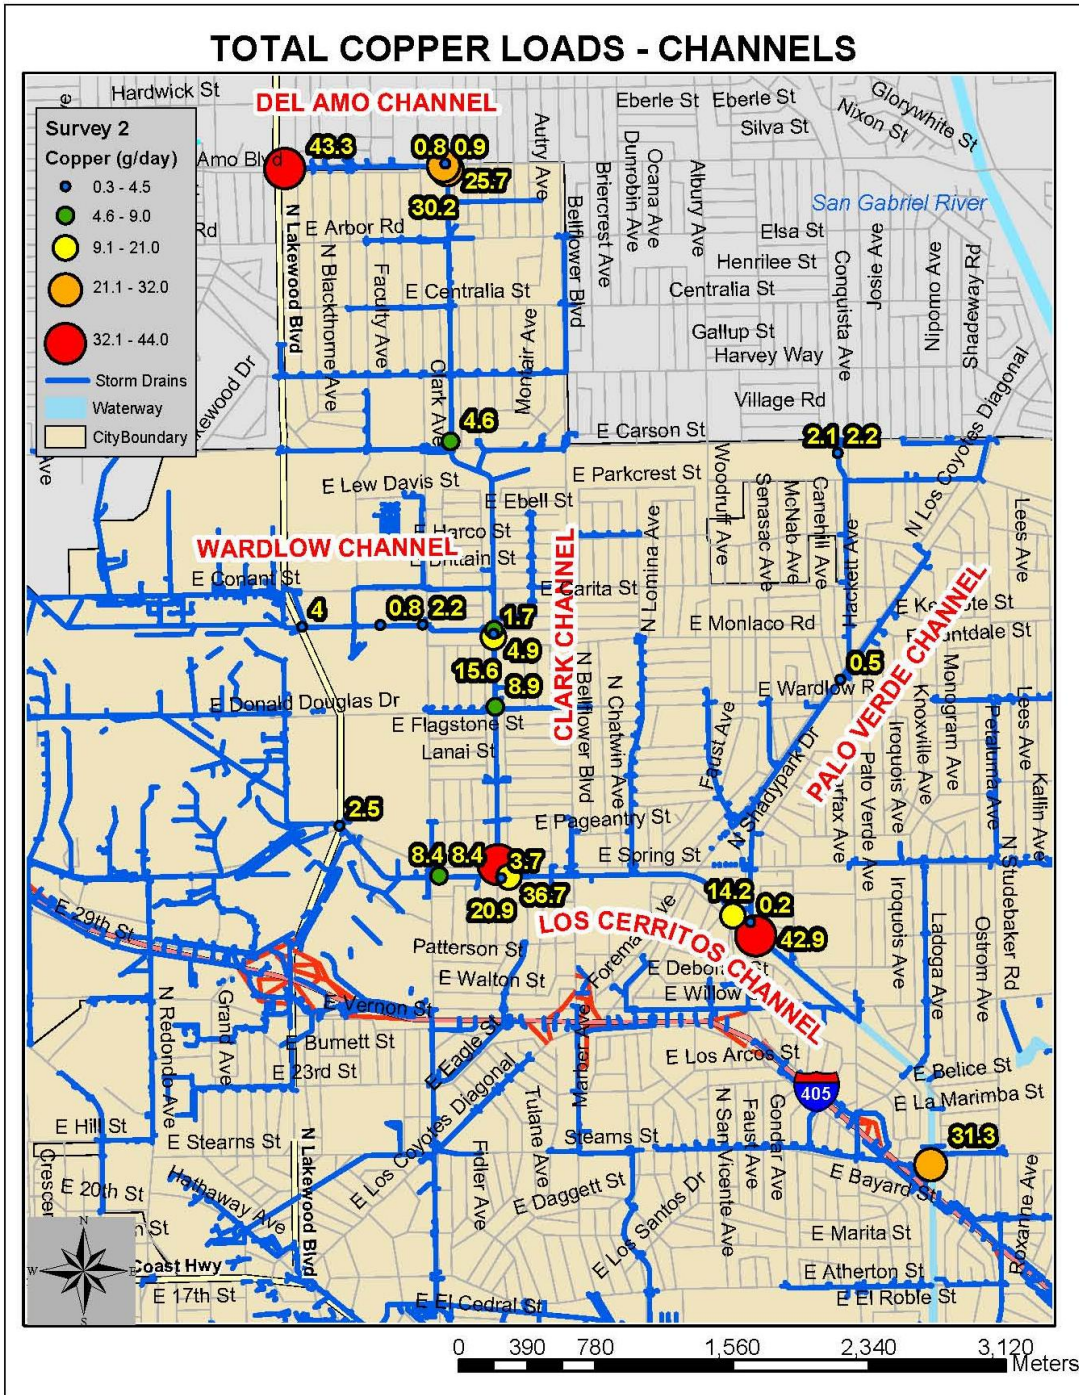 TOTAL COPPER LOADS - CHANNELS
Hardwick St
DEL AMO CHANNEL
Eberle St
Eberle St
Glorywhite St
Nixon St
Silva St
Survey 2
Copper (g/day)
0.3 - 4.5
4.6 - 9.0
9.1 - 21.0
21.1 - 32.0
32.1 - 44.0
Storm Drains
Waterway
CityBoundary
Amo Blvd
43.3
0.8
0.9
25.7
30.2
Autry Ave
Briercrest Ave
Dunrobin Ave
Ocana Ave
Albury Ave
San Gabriel River
Rd
N Lakewood Blvd
E Arbor Rd
Bellflower Blvd
Elsa St
Henrilee St
Conquista Ave
Josie Ave
Nipomo Ave
Shadeway Rd
N Blackthorne Ave
Faculty Ave
E Centralia St
Centralia St
Gallup St
Harvey Way
Clark Ave
Montair Ave
Village Rd
4.6
E Carson St
2.1
2.2
N Los Coyotes Diagonal
Ave
E Lew Davis St
E Parkcrest St
Woodruff Ave
Senasac Ave
McNab Ave
Canehill Ave
Lees Ave
E Ebell St
E Harco St
WARDLOW CHANNEL
E Brittain St
CLARK CHANNEL
N Lomina Ave
E Conant St
E Carita St
4
0.8
2.2
1.7
4.9
E Monlaco Rd
PALO VERDE CHANNEL
15.6
8.9
0.5
E Wardlow R
E Donald Douglas Dr
E Flagstone St
Lanai St
N Bellflower Blvd
N Chatwin Ave
Faust Ave
N Shadypark Dr
Palo Verde Ave
Iroquois Ave
Knoxville Ave
Monogram Ave
Petaluma Ave
Lees Ave
Kallin Ave
2.5
E Pageantry St
E Spring St
8.4
8.4
3.7
36.7
20.9
14.2
0.2
42.9
LOS CERRITOS CHANNEL
E 29th St
Patterson St
E Walton St
Iroquois Ave
Ladoga Ave
Ostrom Ave
N Studebaker Rd
N Redondo Ave
Grand Ave
E Vernon St
E Willow
E Burnett St
E 23rd St
E Eagle St
E Los Arcos St
405
E Belice St
E La Marimba St
E Hill St
E Stearns St
E Los Coyotes Diagonal
Tulane Ave
Stearns St
N San Vicente Ave
Faust Ave
Gondar Ave
31.3
E 20th St
Hathaway Ave
N Lakewood Blvd
Fidler Ave
E Daggett St
E Los Santos Dr
E Bayard St
E Marita St
Roxanne Ave
N
W
E
S
Coast Hwy
E 17th St
E El Cedral St
E Atherton St
E El Roble St
0 390 780 1,560 2,340 3,120
Meters